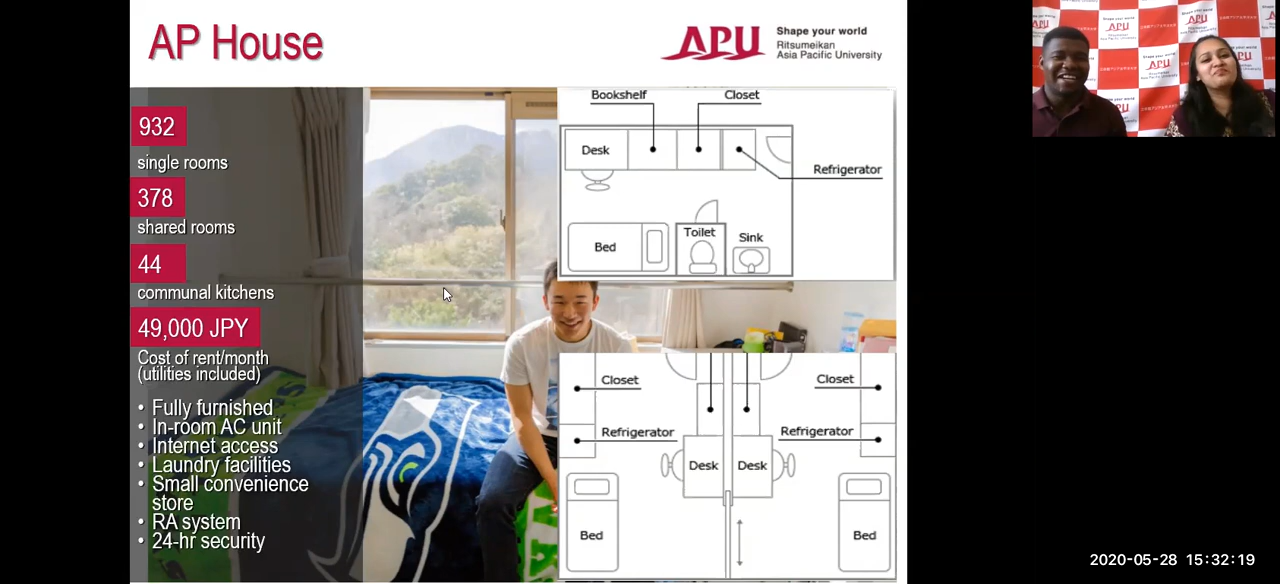 AP House
APU
Shape your world
Ritsumeikan
Asia Pacific University
932
single rooms
378
shared rooms
44
communal kitchens
49,000 JPY
Cost of rent/month
(utilities included)
• Fully furnished
• In-room AC unit
• Internet access
• Laundry facilities
• Small convenience
store
• RA system
• 24-hr security
Bookshelf
Closet
Desk
Refrigerator
Bed
Toilet
Sink
Closet
Closet
Refrigerator
Refrigerator
Desk
Desk
Bed
Bed
APU
APU
APU
2020-05-28 15:32:19